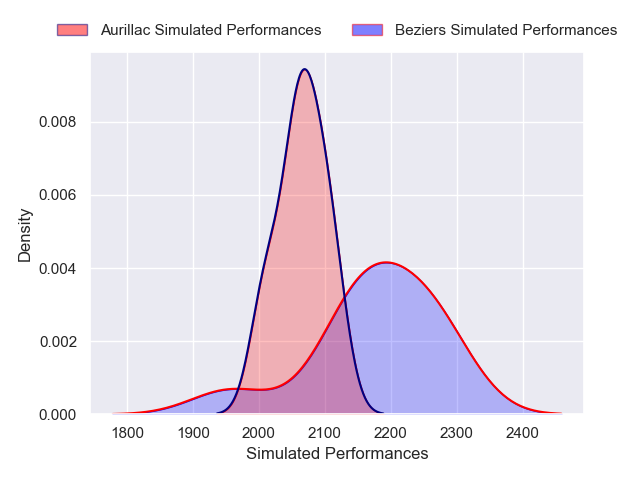 Aurillac Simulated Performances Beziers Simulated Performances
0.008
0.006
0.004
0.002
0.000
Density
1800 1900 2000 2100 2200 2300 2400
Simulated Performances